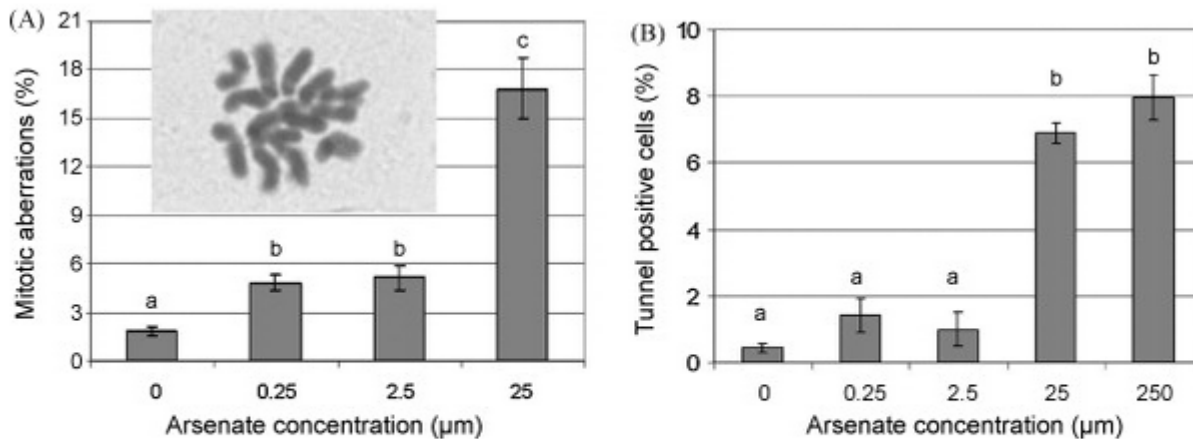 (A)
Mitotic aberrations (%)
21
18
15
12
9
6
3
0
a
b
b
c
0 0.25 2.5 25
Arsenate concentration (µm)
(B)
Tunnel positive cells (%)
10
8
6
4
2
0
a
a
a
b
b
0 0.25 2.5 25 250
Arsenate concentration (µm)